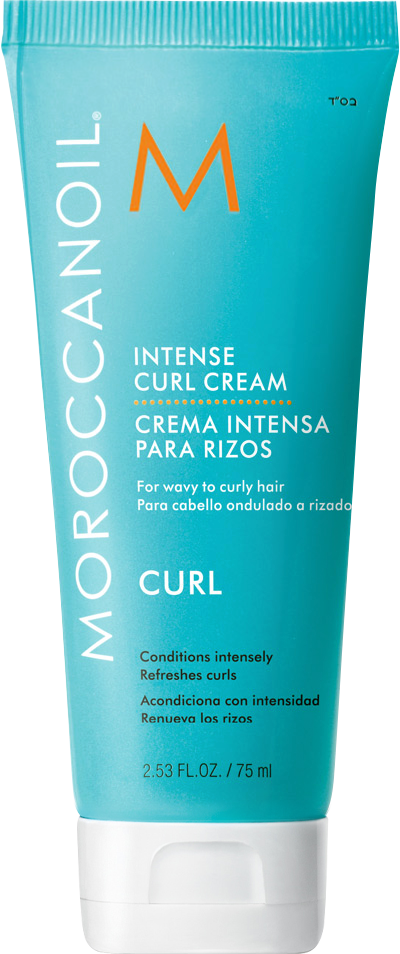 בס"ד
M
MOROCCANOIL®
INTENSE
CURL CREAM
CREMA INTENSA
PARA RIZOS
For wavy to curly hair
Para cabello ondulado a rizado
CURL
Conditions intensely
Refreshes curls
Acondiciona con intensidad
Renueva los rizos
2.53 FL.OZ. / 75 ml